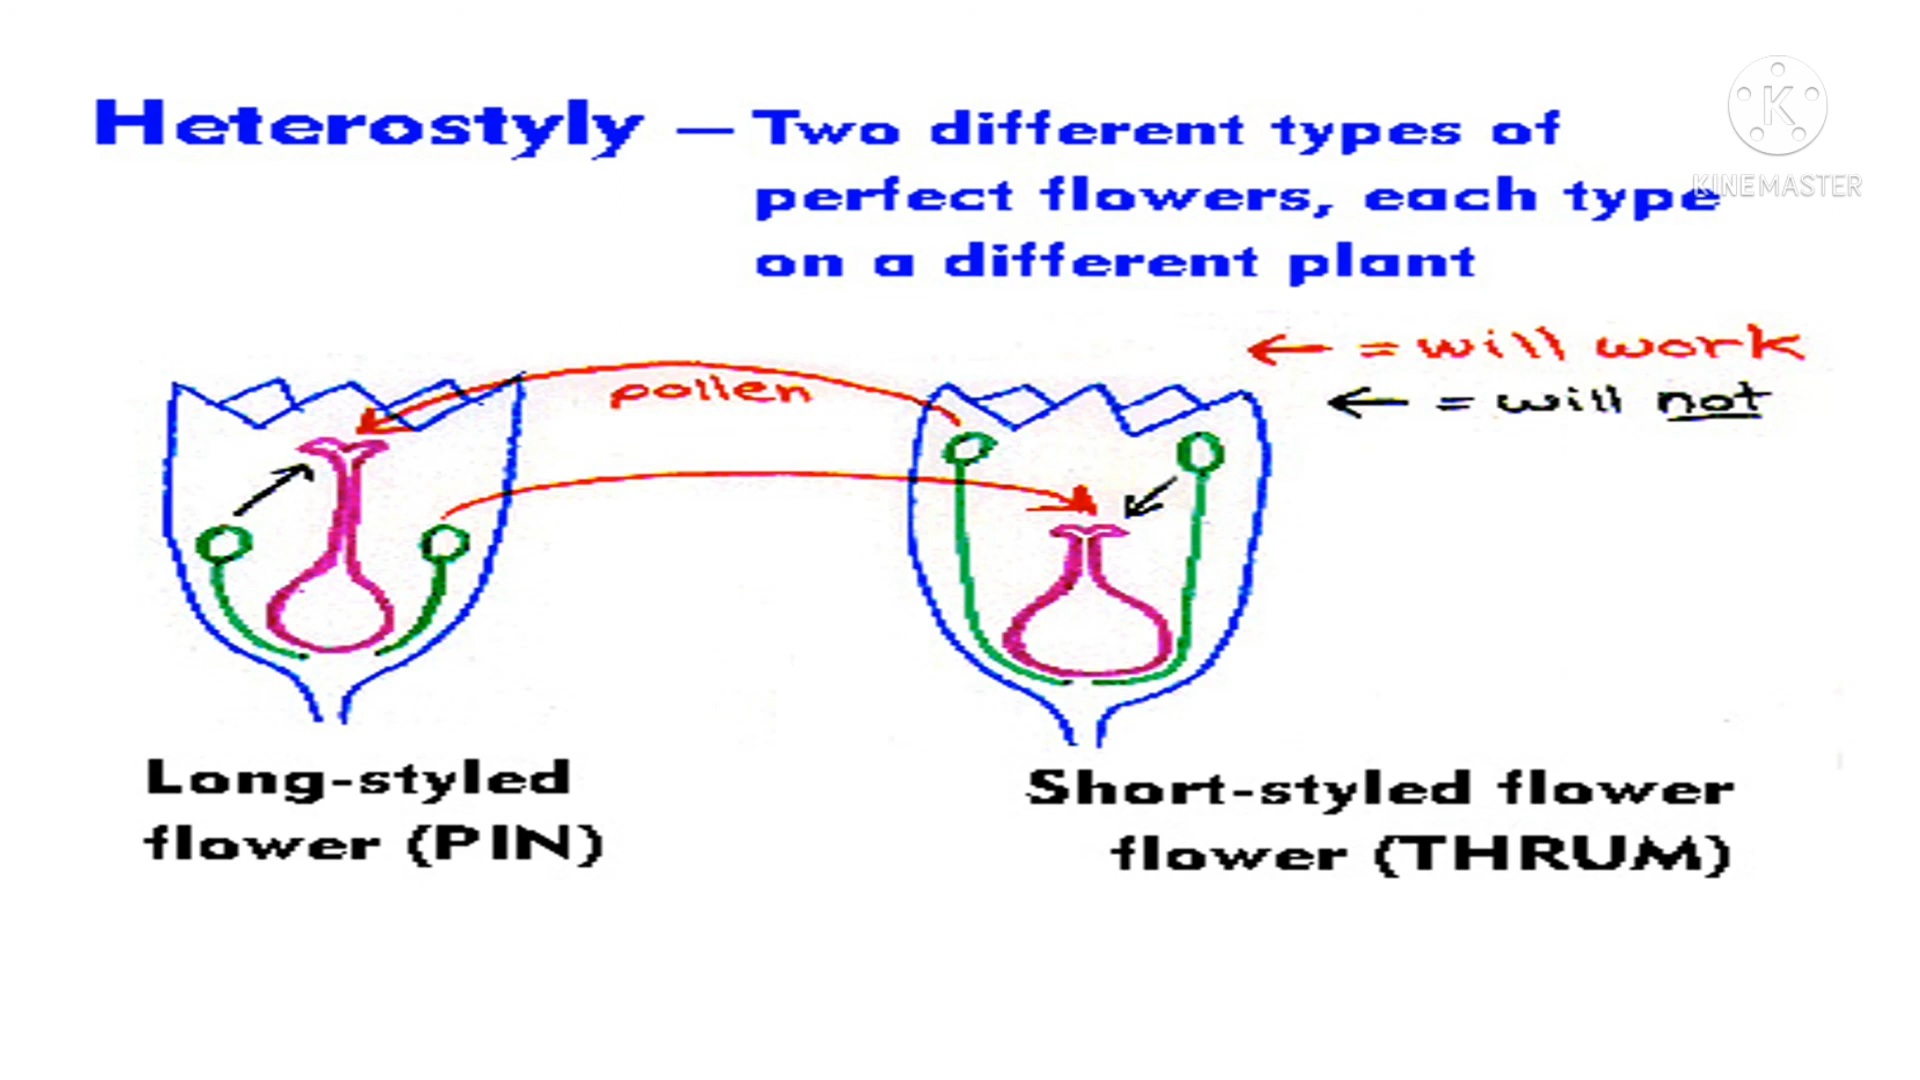 Heterostyly – Two different types of
perfect flowers, each type
on a different plant
K
KINEMASTER
← = will work
← = will not
pollen
Long-styled
flower (PIN)
Short-styled flower
flower (THRUM)